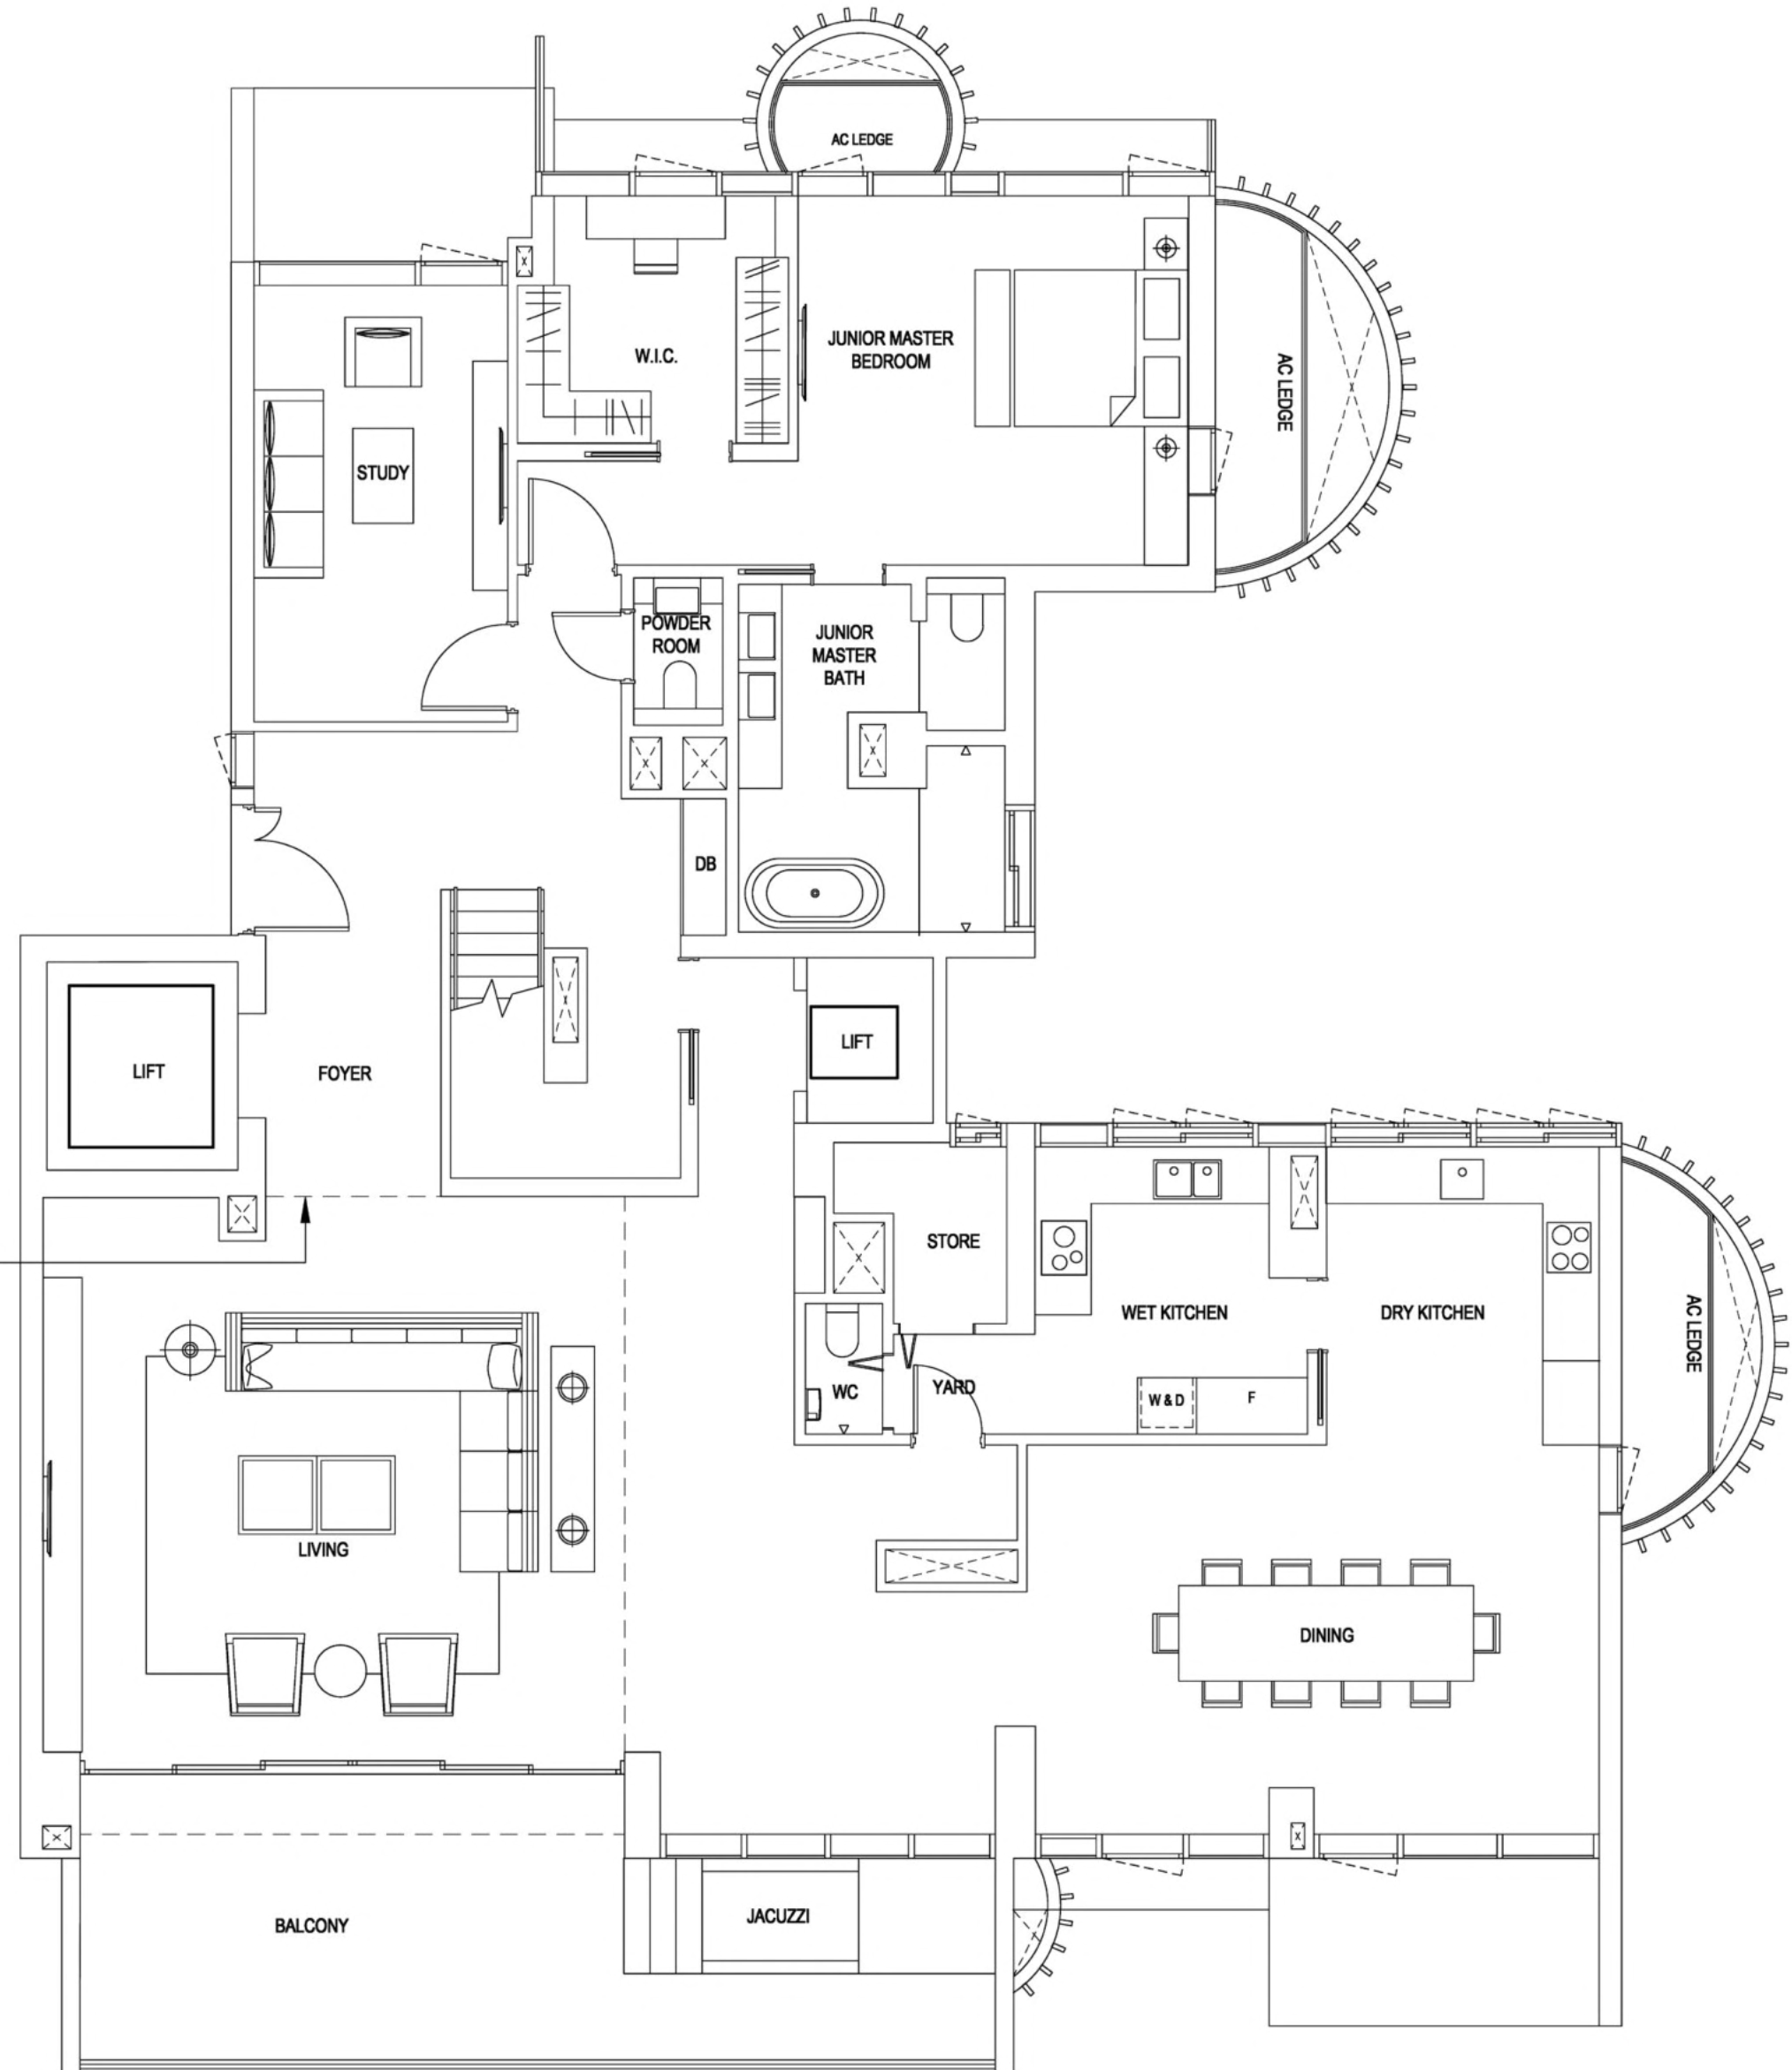 AC LEDGE
JUNIOR MASTER
BEDROOM
W.I.C.
AC LEDGE
STUDY
POWDER
ROOM
JUNIOR
MASTER
BATH
DB
LIFT
FOYER
LIFT
STORE
WET KITCHEN
DRY KITCHEN
AC LEDGE
WC
YARD
W & D
F
LIVING
DINING
BALCONY
JACUZZI